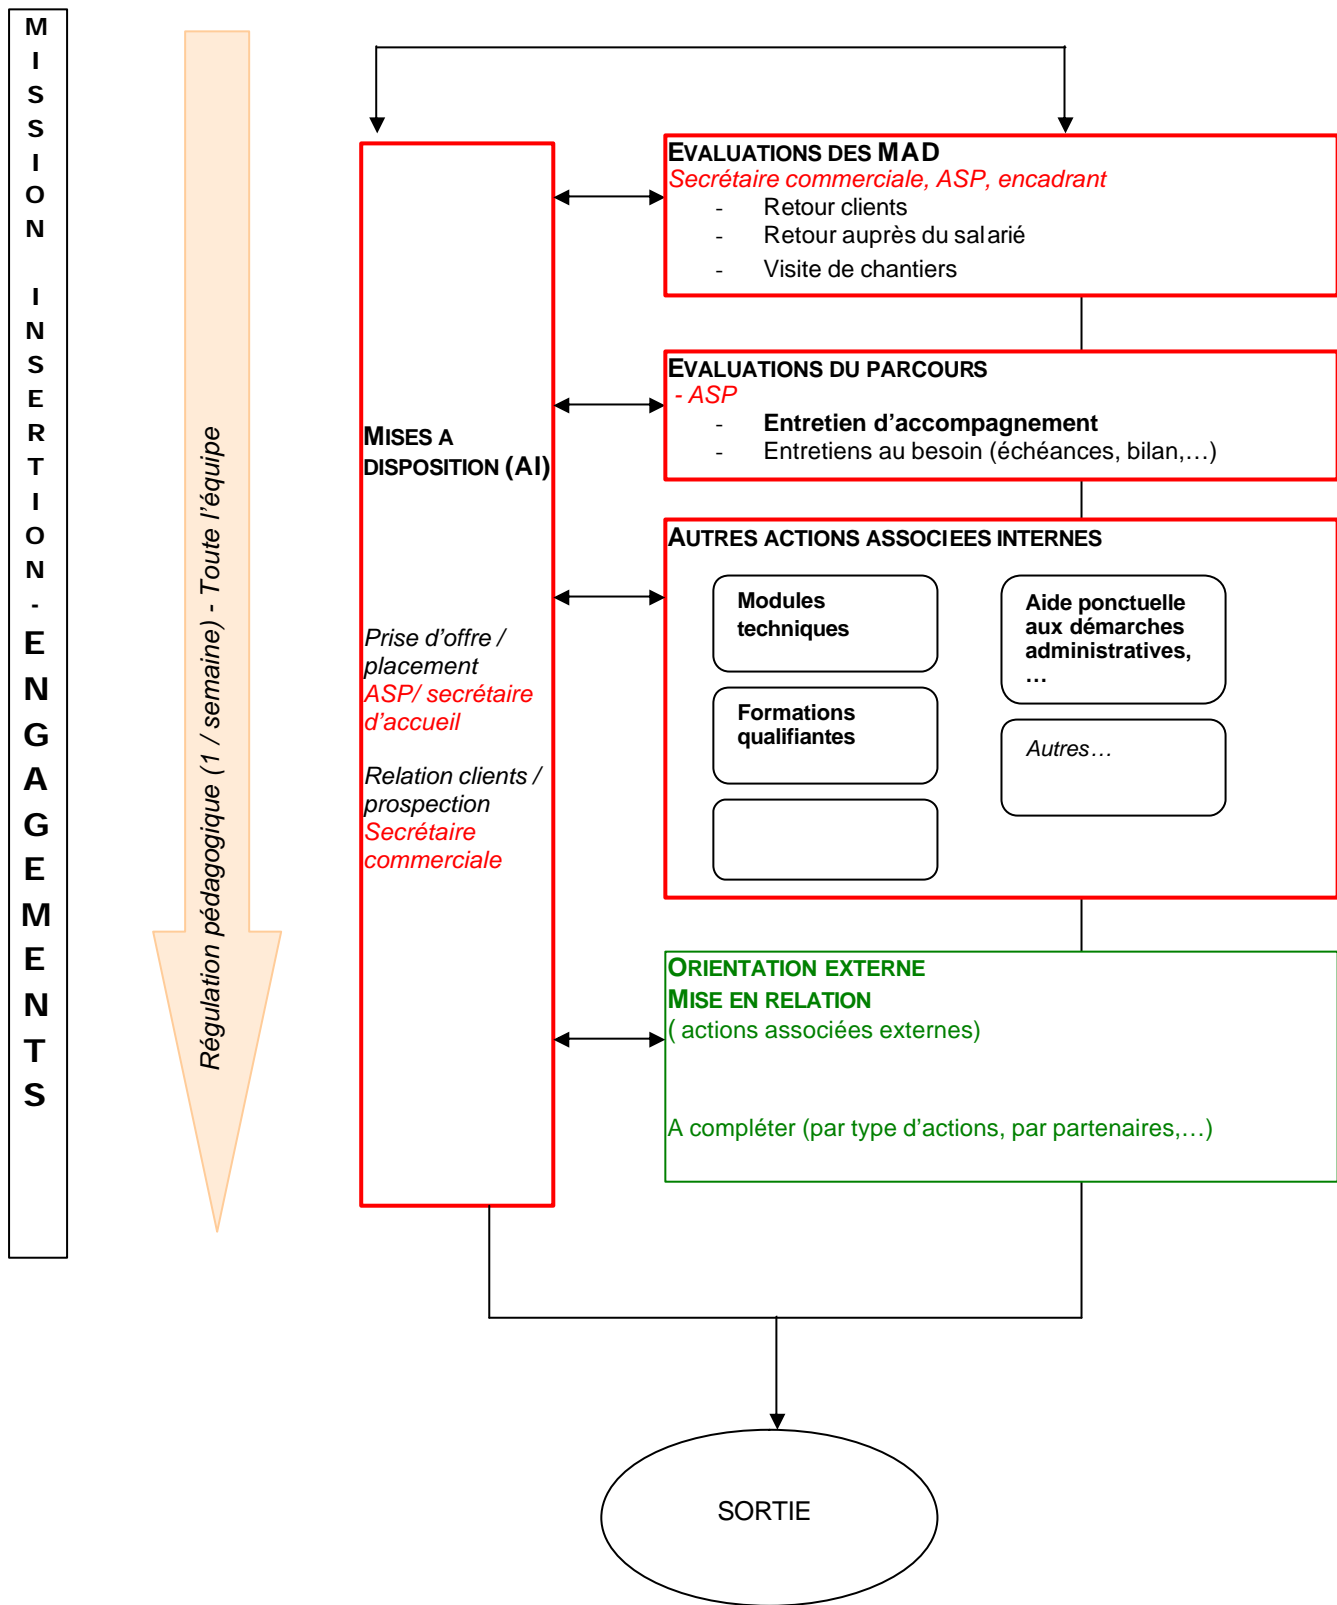 MISSION INSERTION - ENGAGEMENTS
Régulation pédagogique (1 / semaine) - Toute l’équipe
MISES A
DISPOSITION (AI)
Prise d’offre /
placement
ASP/ secrétaire
d’accueil
Relation clients /
prospection
Secrétaire
commerciale
EVALUATIONS DES MAD
Secrétaire commerciale, ASP, encadrant
- Retour clients
- Retour auprès du salarié
- Visite de chantiers
EVALUATIONS DU PARCOURS
- ASP
- Entretien d’accompagnement
- Entretiens au besoin (échéances, bilan,…)
AUTRES ACTIONS ASSOCIEES INTERNES
Modules
techniques
Formations
qualifiantes
Aide ponctuelle
aux démarches
administratives,
…
Autres…
ORIENTATION EXTERNE
MISE EN RELATION
( actions associées externes)
A compléter (par type d’actions, par partenaires,…)
SORTIE